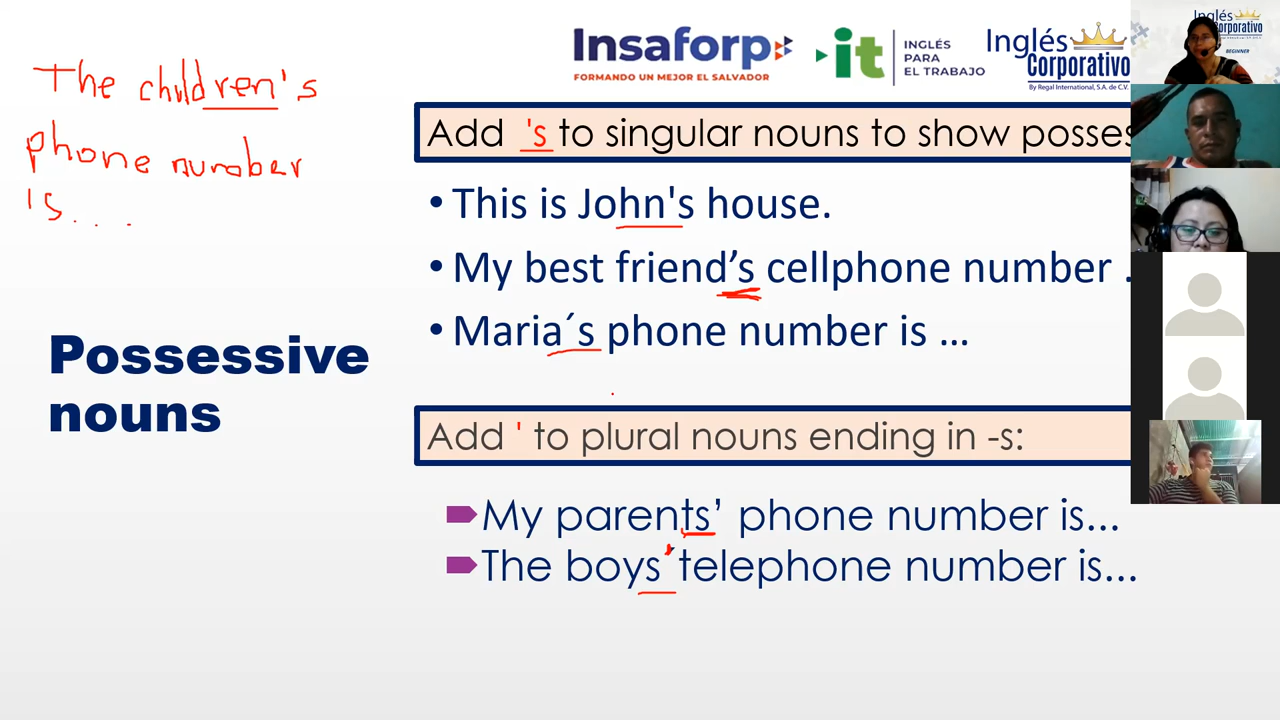 The children's
phone number
is....
Insaforp
FORMANDO UN MEJOR EL SALVADOR
it
INGLÉS
PARA
EL TRABAJO
Inglés
Corporativo
By Regal International, S.A. de C.V.
Inglés
Corporativo
BEGINNER
Add 's to singular nouns to show posses
• This is John's house.
• My best friend’s cellphone number .
• Maria´s phone number is …
Possessive
nouns
Add ' to plural nouns ending in -s:
My parents’ phone number is...
The boys´telephone number is...